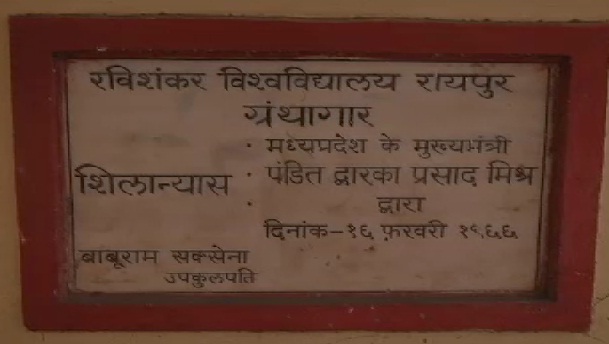 रविशंकर विश्वविद्यालय रायपुर
ग्रंथागार
मध्यप्रदेश के मुख्यमंत्री
शिलान्यास · पंडित द्वारका प्रसाद मिश्र
द्वारा
दिनांक-१६ फ़रवरी १९६६
बाबूराम सक्सेना
उपकुलपति